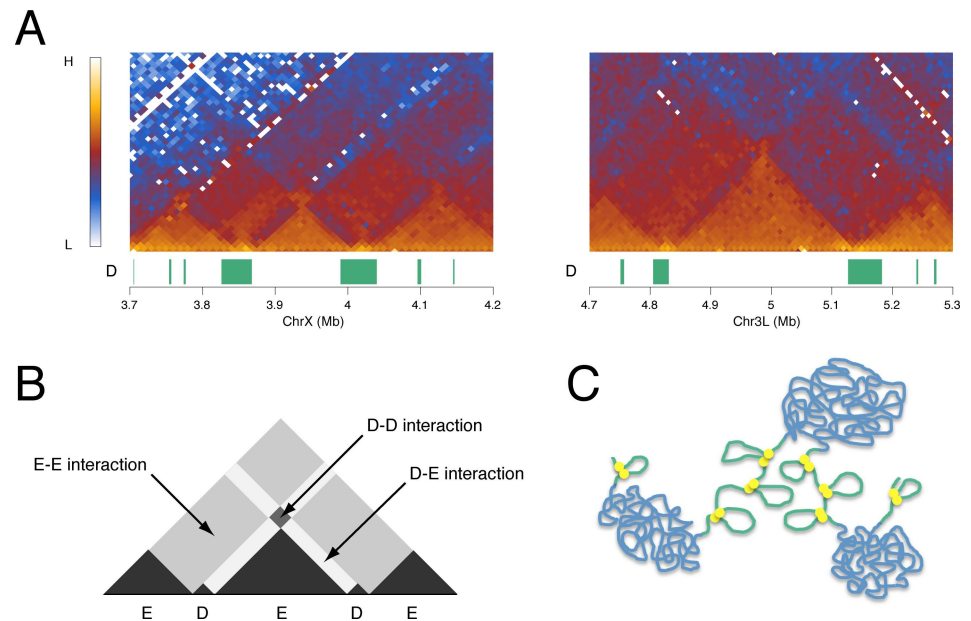 A
H
L
D
3.7 3.8 3.9 4 4.1 4.2
ChrX (Mb)
D
4.7 4.8 4.9 5 5.1 5.2 5.3
Chr3L (Mb)
B
D-D interaction
E-E interaction
D-E interaction
E D E D E
C